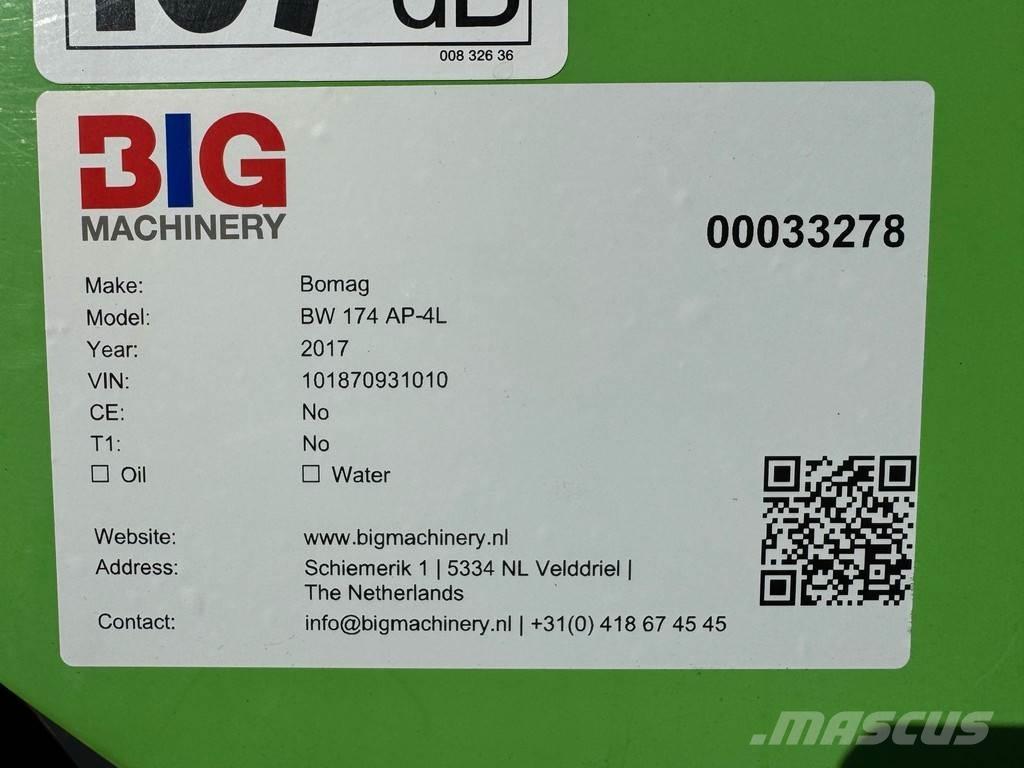 107 dB
008 326 36
BIG
MACHINERY
00033278
Make: Bomag
Model: BW 174 AP-4L
Year: 2017
VIN: 101870931010
CE: No
T1: No
☐ Oil ☐ Water
Website: www.bigmachinery.nl
Address: Schiemerik 1 | 5334 NL Velddriel |
The Netherlands
Contact: info@bigmachinery.nl | +31(0) 418 67 45 45
.MASCUS